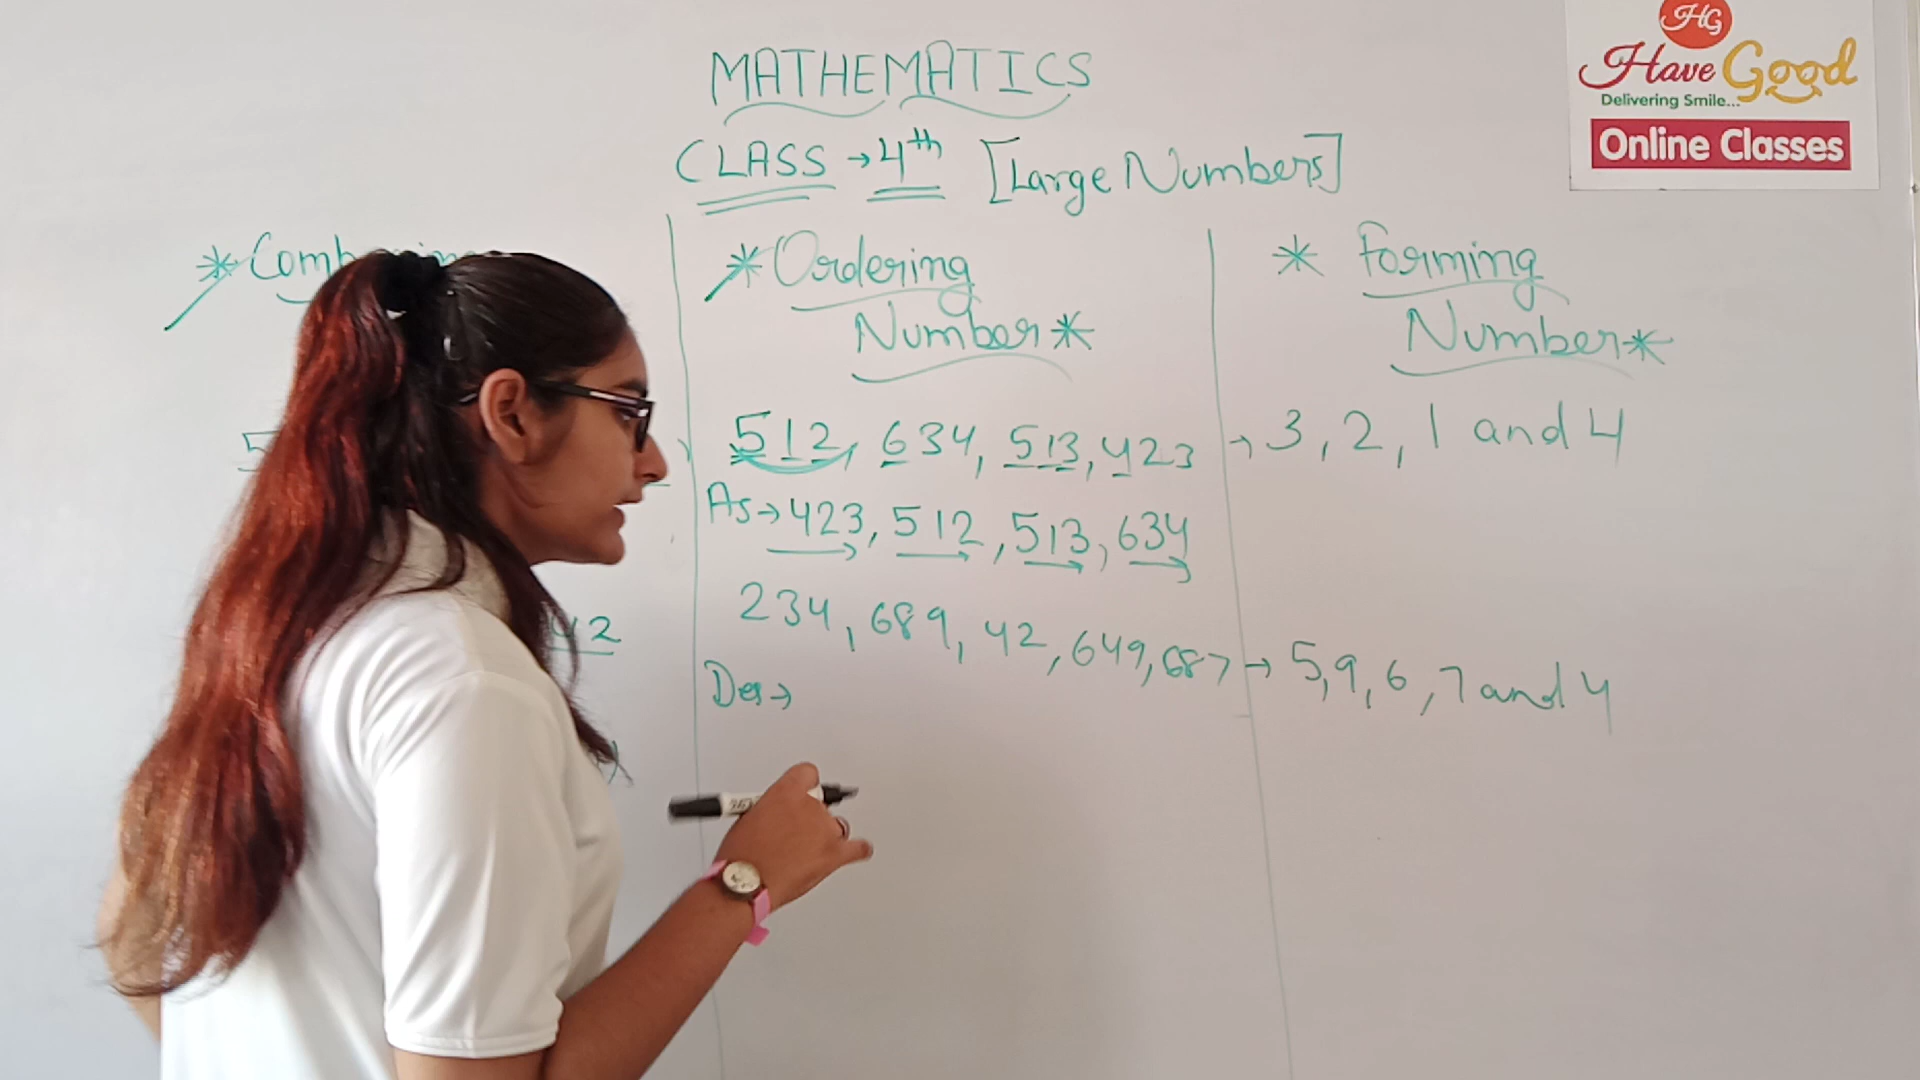 MATHEMATICS
CLASS → 4th [Large Numbers]
HG
Have Good
Delivering Smile...
Online Classes
* Ordering
Number *
512, 634, 513, 423
As → 423, 512, 513, 634
234, 689, 42, 649, 687
Des →
* Forming
Number *
→ 3, 2, 1 and 4
→ 5, 9, 6, 7 and 4
42